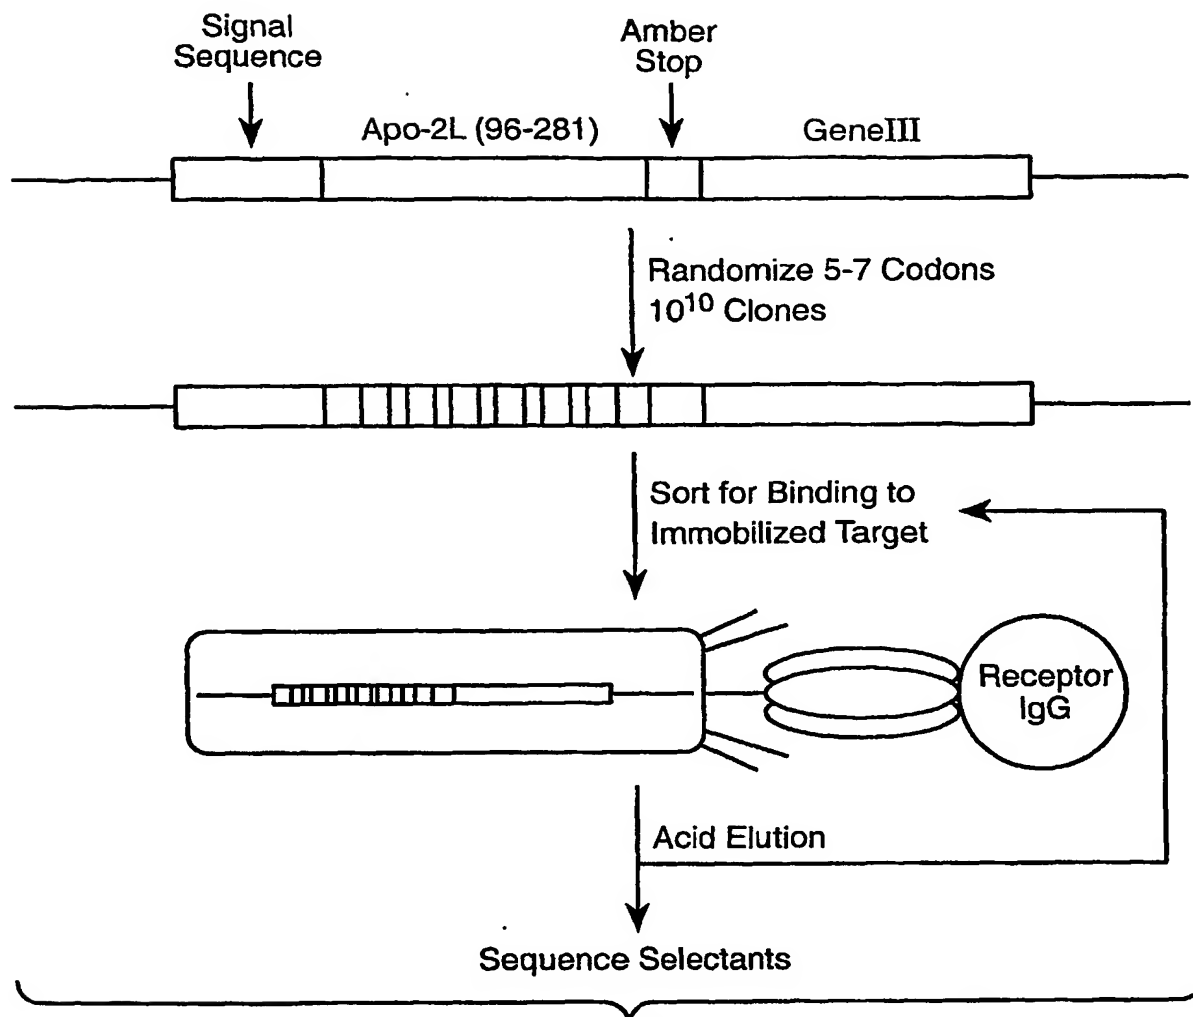 Signal
Sequence
Amber
Stop
Apo-2L (96-281)
GeneIII
Randomize 5-7 Codons
10¹⁰ Clones
Sort for Binding to
Immobilized Target
Receptor
IgG
Acid Elution
Sequence Selectants